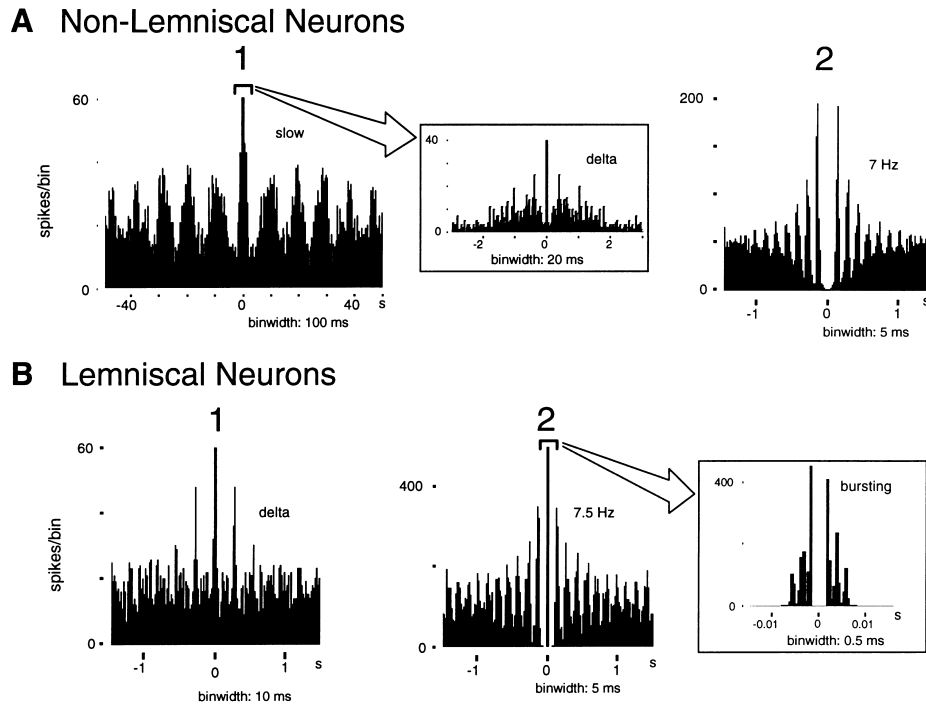 A Non-Lemniscal Neurons
1
2
60
slow
spikes/bin
0
-40
0
40
s
binwidth: 100 ms
40
delta
0
-2
0
2
binwidth: 20 ms
200
7 Hz
0
-1
0
1
s
binwidth: 5 ms
B Lemniscal Neurons
1
2
60
delta
spikes/bin
0
-1
0
1
s
binwidth: 10 ms
400
7.5 Hz
0
-1
0
1
s
binwidth: 5 ms
400
bursting
0
-0.01
0
0.01
s
binwidth: 0.5 ms